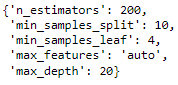 {'n_estimators': 200,
 'min_samples_split': 10,
 'min_samples_leaf': 4,
 'max_features': 'auto',
 'max_depth': 20}